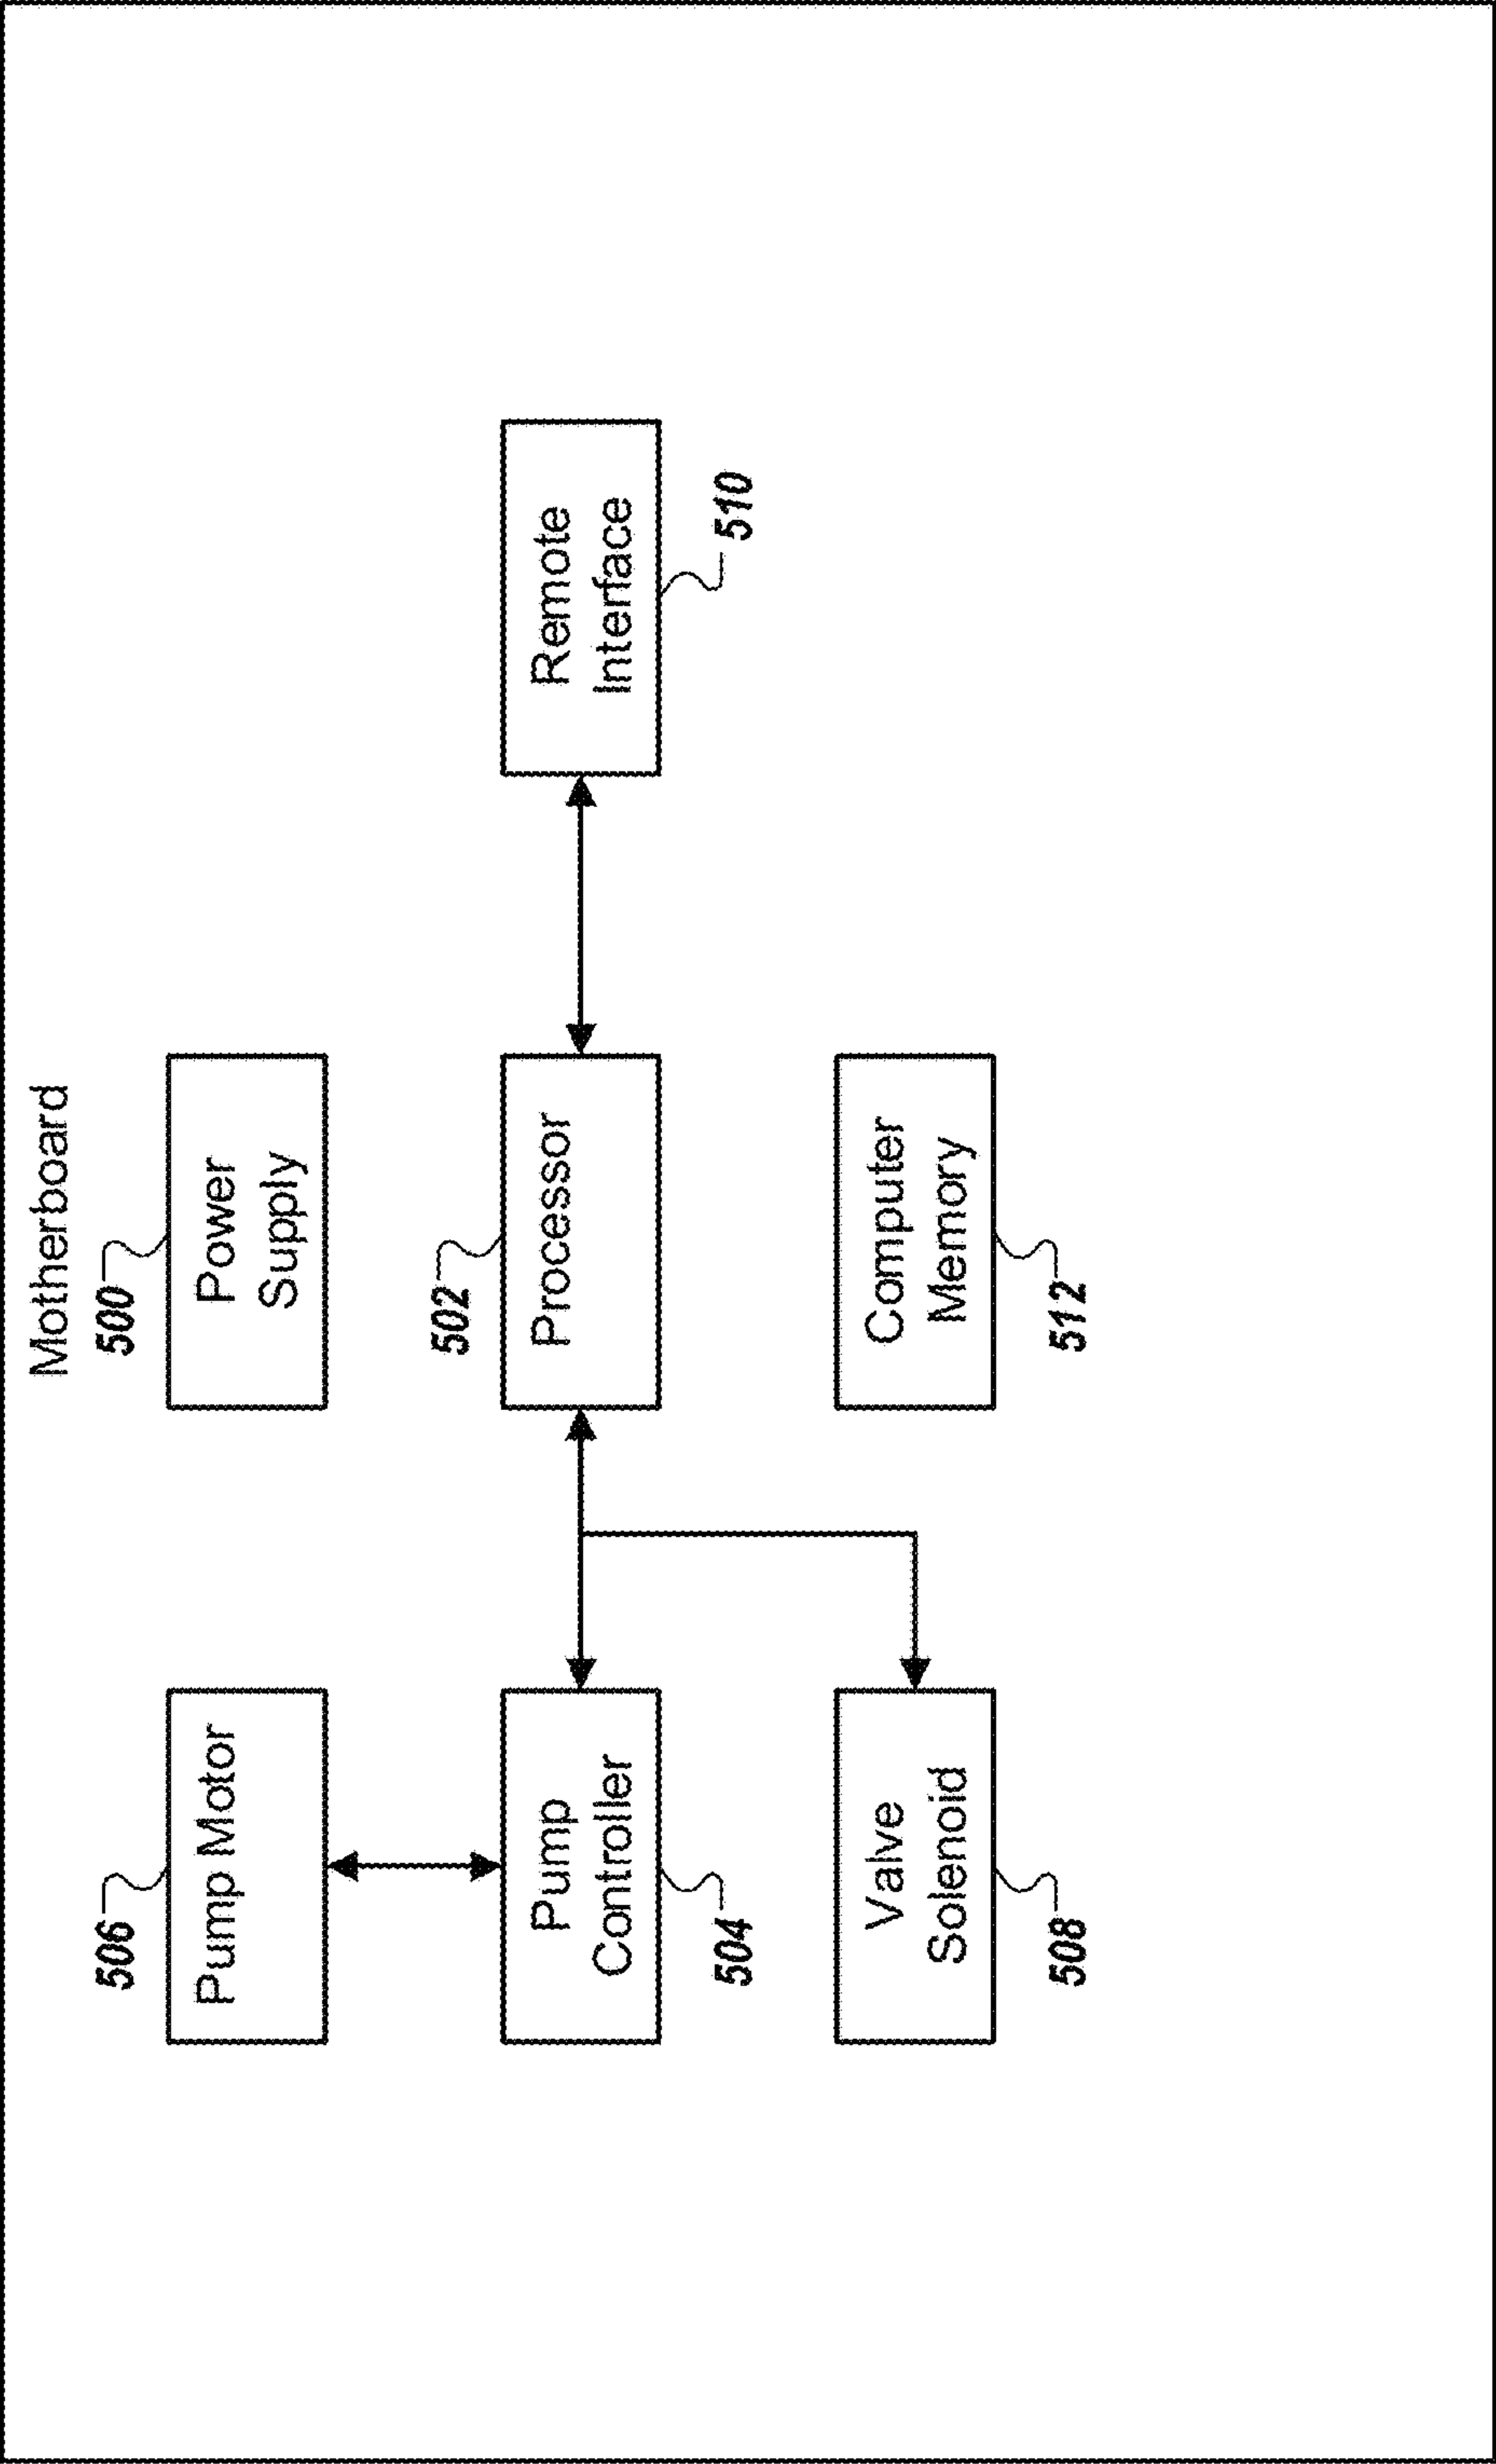 Motherboard
506
Pump Motor
500
Power
Supply
504
Pump
Controller
502
Processor
Remote
Interface
510
Valve
Solenoid
508
Computer
Memory
512